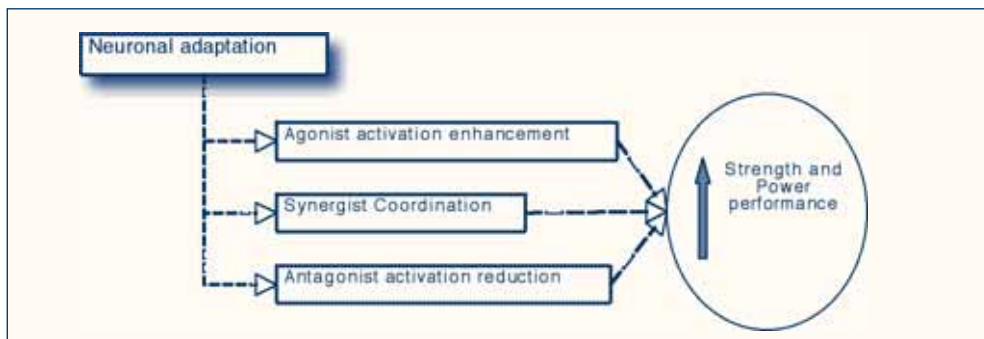 Neuronal adaptation
Agonist activation enhancement
Synergist Coordination
Antagonist activation reduction
Strength and
Power
performance